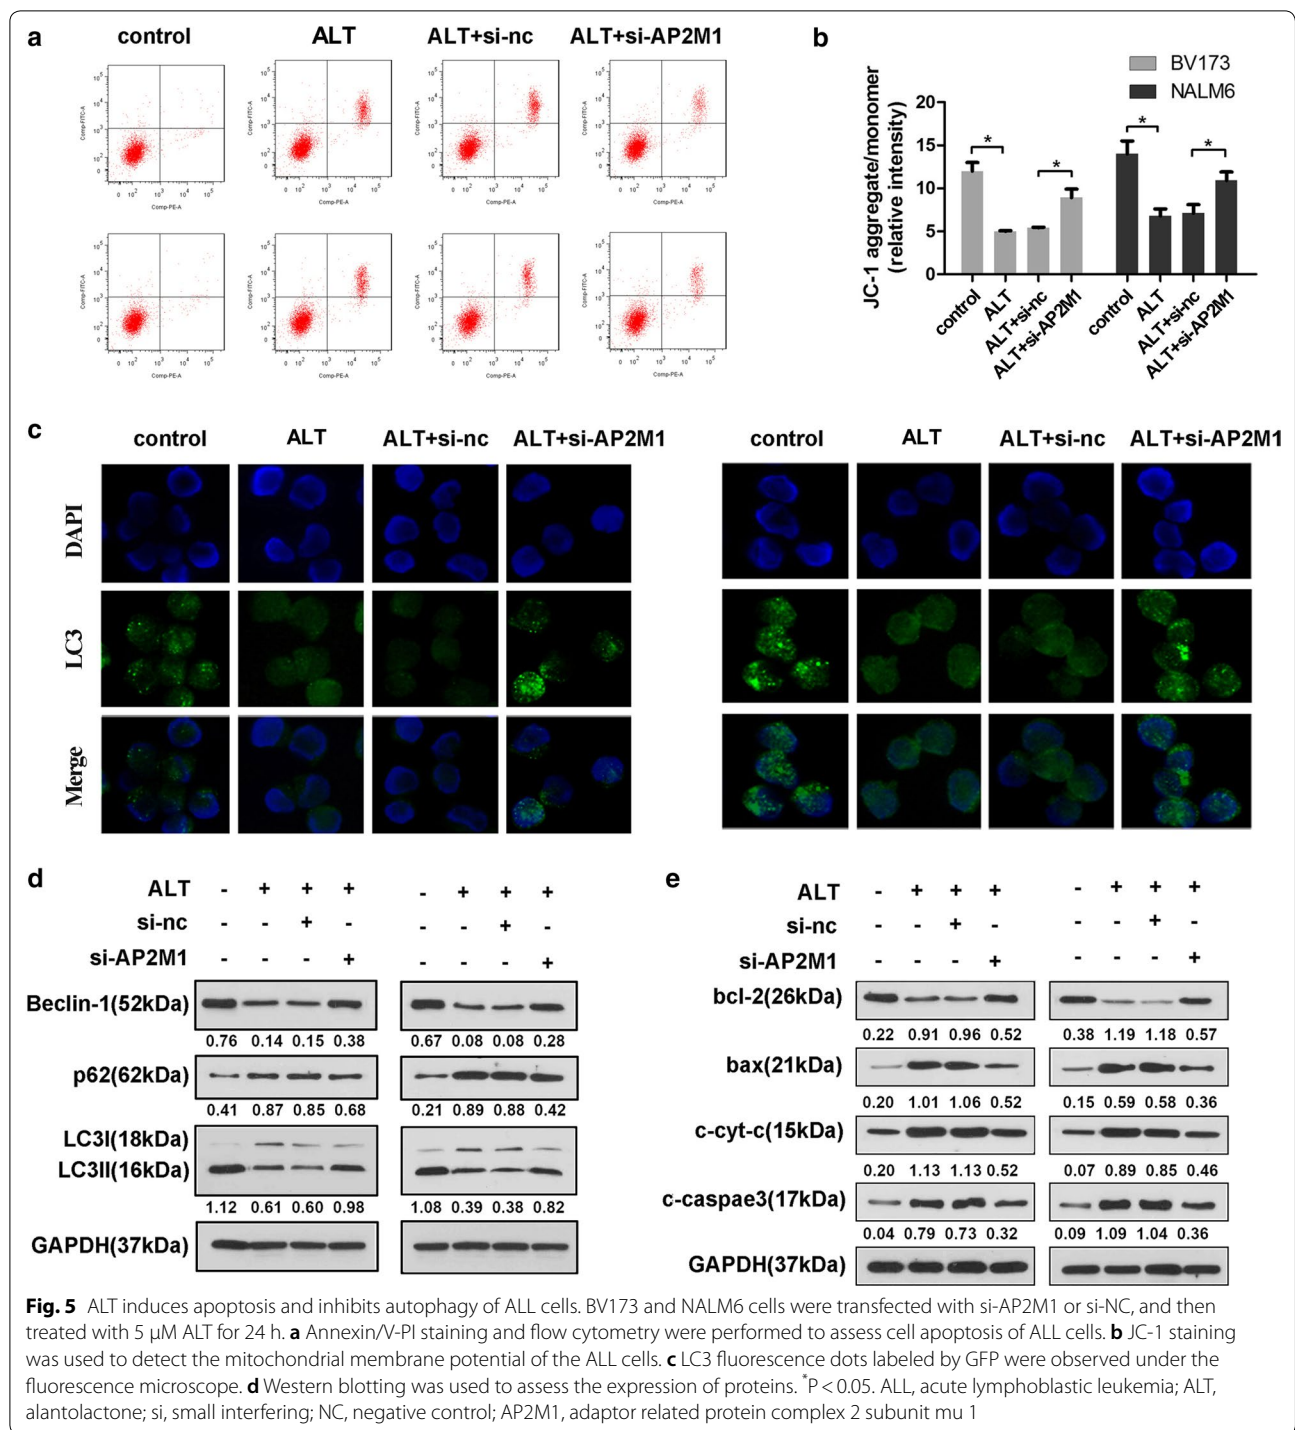 a
control ALT ALT+si-nc ALT+si-AP2M1
Comp-FITC-A
Comp-PE-A
b
BV173
NALM6
JC-1 aggregate/monomer
(relative intensity)
20
15
10
5
0
* * * *
control ALT ALT+si-nc ALT+si-AP2M1 control ALT ALT+si-nc ALT+si-AP2M1
c
control ALT ALT+si-nc ALT+si-AP2M1 control ALT ALT+si-nc ALT+si-AP2M1
DAPI
LC3
Merge
d
ALT - + + + - + + +
si-nc - - + - - - + -
si-AP2M1 - - - + - - - +
Beclin-1(52kDa)
0.76 0.14 0.15 0.38 0.67 0.08 0.08 0.28
p62(62kDa)
0.41 0.87 0.85 0.68 0.21 0.89 0.88 0.42
LC3I(18kDa)
LC3II(16kDa)
1.12 0.61 0.60 0.98 1.08 0.39 0.38 0.82
GAPDH(37kDa)
e
ALT - + + + - + + +
si-nc - - + - - - + -
si-AP2M1 - - - + - - - +
bcl-2(26kDa)
0.22 0.91 0.96 0.52 0.38 1.19 1.18 0.57
bax(21kDa)
0.20 1.01 1.06 0.52 0.15 0.59 0.58 0.36
c-cyt-c(15kDa)
0.20 1.13 1.13 0.52 0.07 0.89 0.85 0.46
c-caspae3(17kDa)
0.04 0.79 0.73 0.32 0.09 1.09 1.04 0.36
GAPDH(37kDa)
Fig. 5 ALT induces apoptosis and inhibits autophagy of ALL cells. BV173 and NALM6 cells were transfected with si-AP2M1 or si-NC, and then
treated with 5 μM ALT for 24 h. a Annexin/V-PI staining and flow cytometry were performed to assess cell apoptosis of ALL cells. b JC-1 staining
was used to detect the mitochondrial membrane potential of the ALL cells. c LC3 fluorescence dots labeled by GFP were observed under the
fluorescence microscope. d Western blotting was used to assess the expression of proteins. *P < 0.05. ALL, acute lymphoblastic leukemia; ALT,
alantolactone; si, small interfering; NC, negative control; AP2M1, adaptor related protein complex 2 subunit mu 1